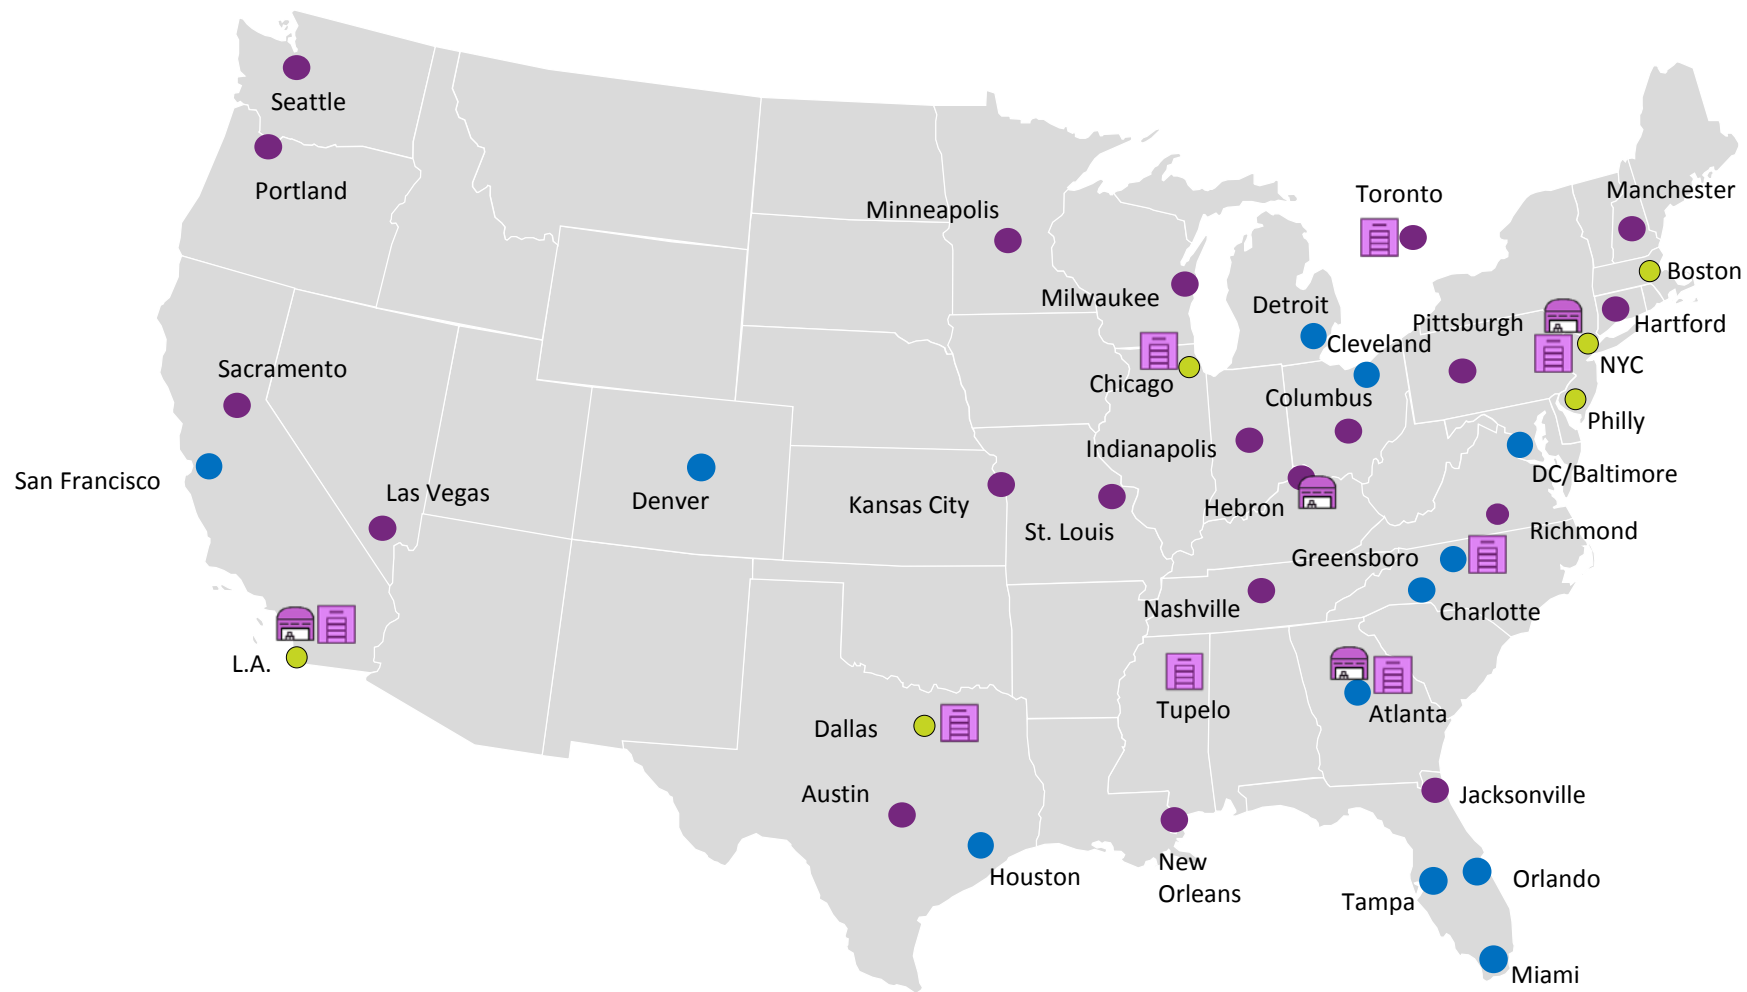 Seattle
Portland
Toronto
Manchester
Minneapolis
Boston
Milwaukee
Detroit
Pittsburgh
Hartford
Cleveland
NYC
Sacramento
Chicago
Columbus
Philly
Indianapolis
San Francisco
DC/Baltimore
Las Vegas
Denver
Kansas City
Hebron
St. Louis
Richmond
Greensboro
Nashville
Charlotte
L.A.
Tupelo
Atlanta
Dallas
Austin
Jacksonville
New
Orleans
Houston
Orlando
Tampa
Miami